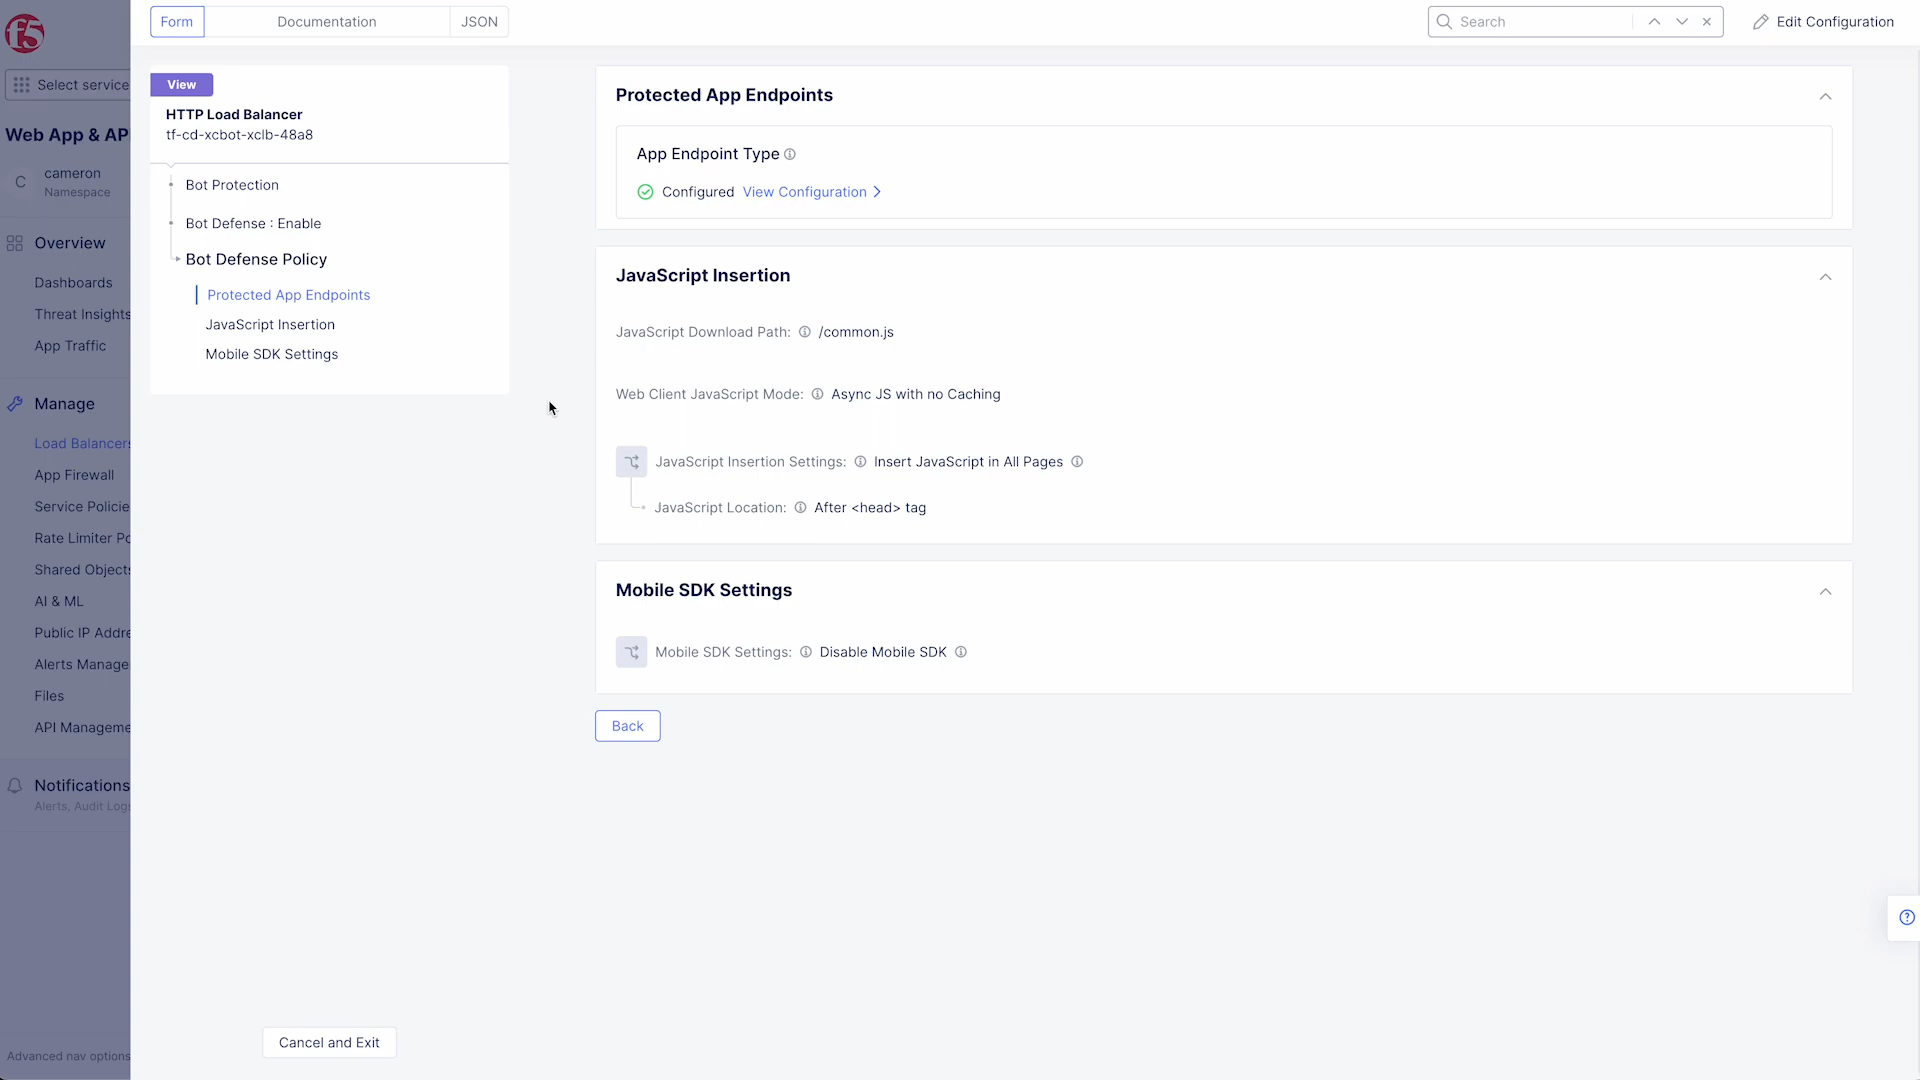 Form
Documentation
JSON
Search
Edit Configuration
f5
Select service
Web App & AP
C
cameron
Namespace
Overview
Dashboards
Threat Insights
App Traffic
Manage
Load Balancers
App Firewall
Service Policie
Rate Limiter Po
Shared Objects
AI & ML
Public IP Addre
Alerts Manage
Files
API Manageme
Notifications
Alerts, Audit Logs
Advanced nav options
View
HTTP Load Balancer
tf-cd-xcbot-xclb-48a8
Bot Protection
Bot Defense : Enable
Bot Defense Policy
Protected App Endpoints
JavaScript Insertion
Mobile SDK Settings
Cancel and Exit
Protected App Endpoints
App Endpoint Type
Configured View Configuration
JavaScript Insertion
JavaScript Download Path: /common.js
Web Client JavaScript Mode: Async JS with no Caching
JavaScript Insertion Settings: Insert JavaScript in All Pages
JavaScript Location: After <head> tag
Mobile SDK Settings
Mobile SDK Settings: Disable Mobile SDK
Back